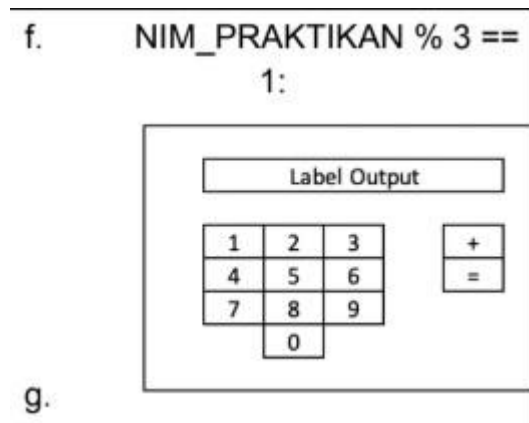 f. NIM_PRAKTIKAN % 3 ==
1:
Label Output
1 2 3 +
4 5 6 =
7 8 9
0
g.